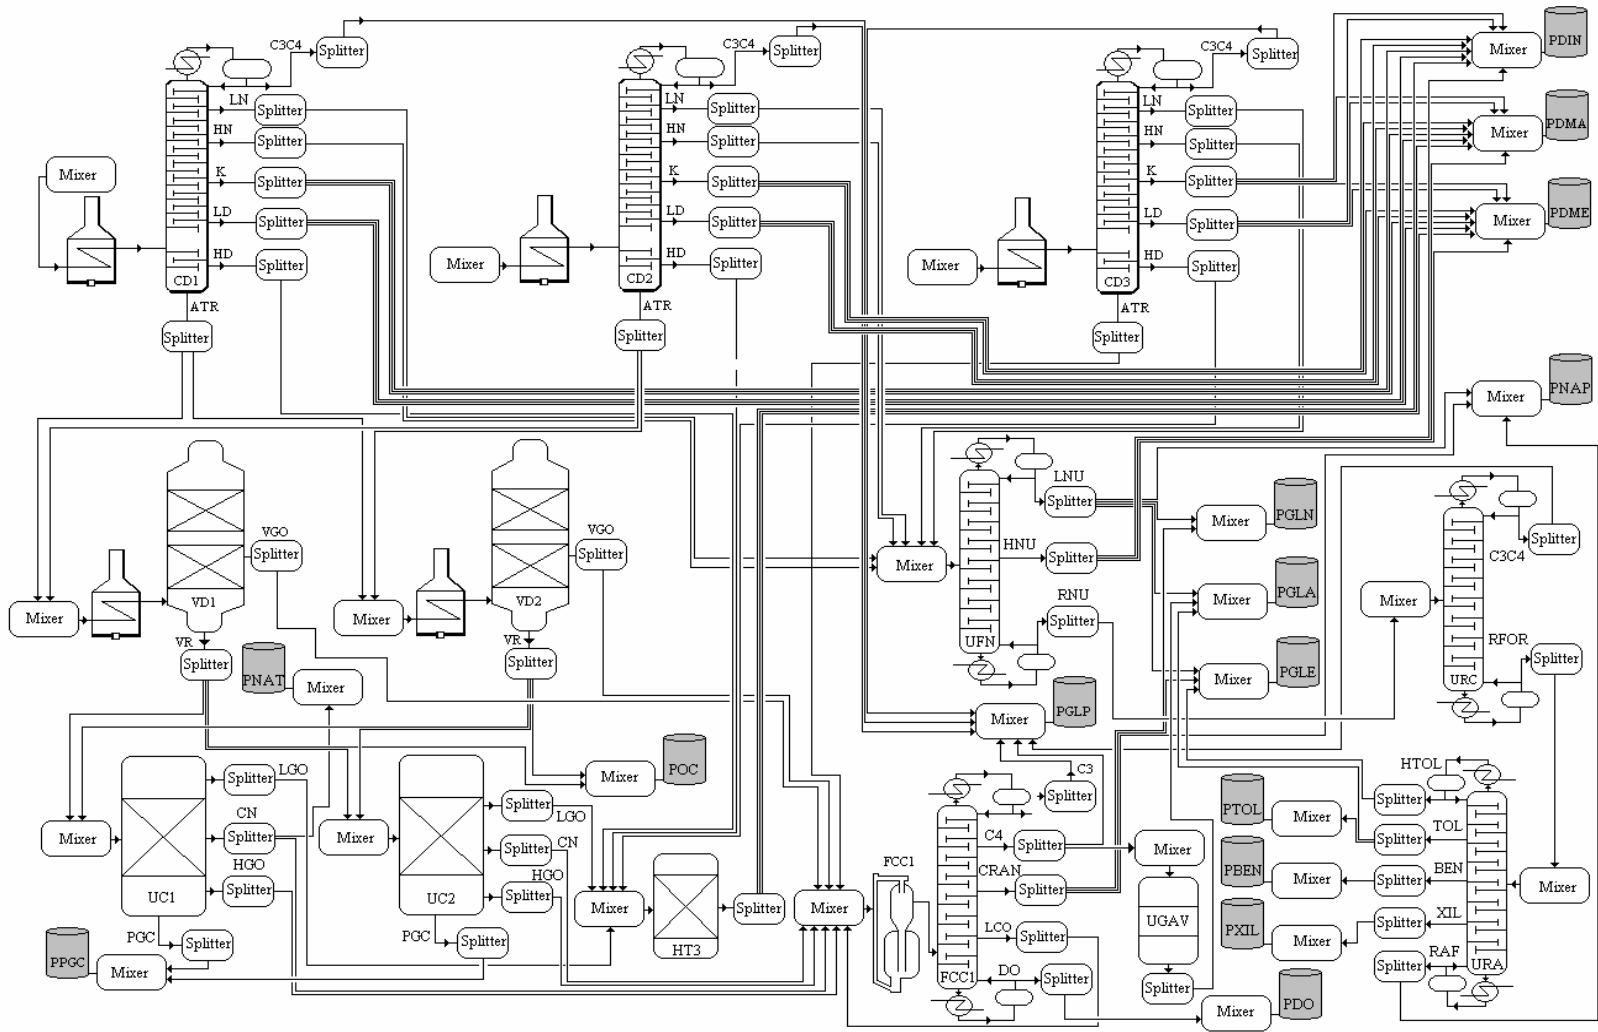 C3C4
Splitter
C3C4
Splitter
C3C4
Splitter
Mixer
PDIN
LN
Splitter
LN
Splitter
LN
Splitter
HN
Splitter
HN
Splitter
HN
Splitter
Mixer
PDMA
Mixer
K
Splitter
K
Splitter
K
Splitter
LD
Splitter
LD
Splitter
LD
Splitter
Mixer
PDME
HD
Splitter
Mixer
HD
Splitter
Mixer
HD
Splitter
CD1
CD2
CD3
ATR
ATR
ATR
Splitter
Splitter
Splitter
Mixer
PNAP
LNU
Splitter
Mixer
PGLN
VGO
Splitter
VGO
Splitter
HNU
Splitter
Mixer
C3C4
Splitter
Mixer
VD1
Mixer
VD2
RNU
Splitter
Mixer
PGLA
Mixer
UFN
VR
Splitter
VR
Splitter
PNAT
Mixer
Mixer
PGLE
RFOR
Splitter
URC
Mixer
PGLP
Mixer
POC
Splitter
LGO
Splitter
LGO
C3
Splitter
HTOL
Splitter
PTOL
Mixer
CN
Splitter
Mixer
Mixer
Splitter
CN
C4
Splitter
Mixer
TOL
Splitter
HGO
Splitter
HGO
Splitter
FCC1
CRAN
Splitter
PBEN
Mixer
Splitter
BEN
Mixer
UC1
UC2
Mixer
HT3
Splitter
Mixer
UGAV
PGC
Splitter
PGC
Splitter
LCO
Splitter
PXIL
Mixer
Splitter
XIL
PPGC
Mixer
FCC1
DO
Splitter
Splitter
RAF
Splitter
URA
Mixer
PDO